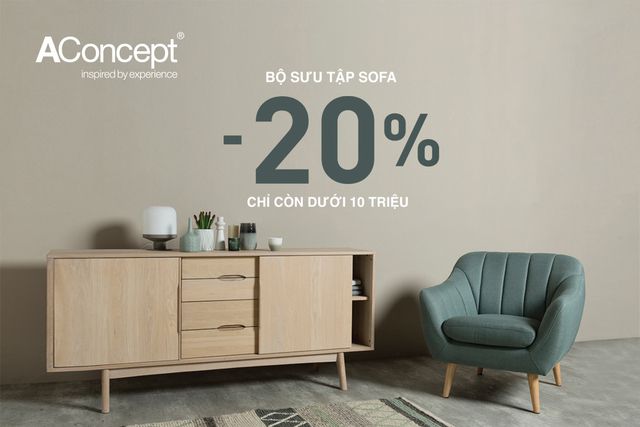 AConcept®
inspired by experience
BỘ SƯU TẬP SOFA
-20%
CHỈ CÒN DƯỚI 10 TRIỆU